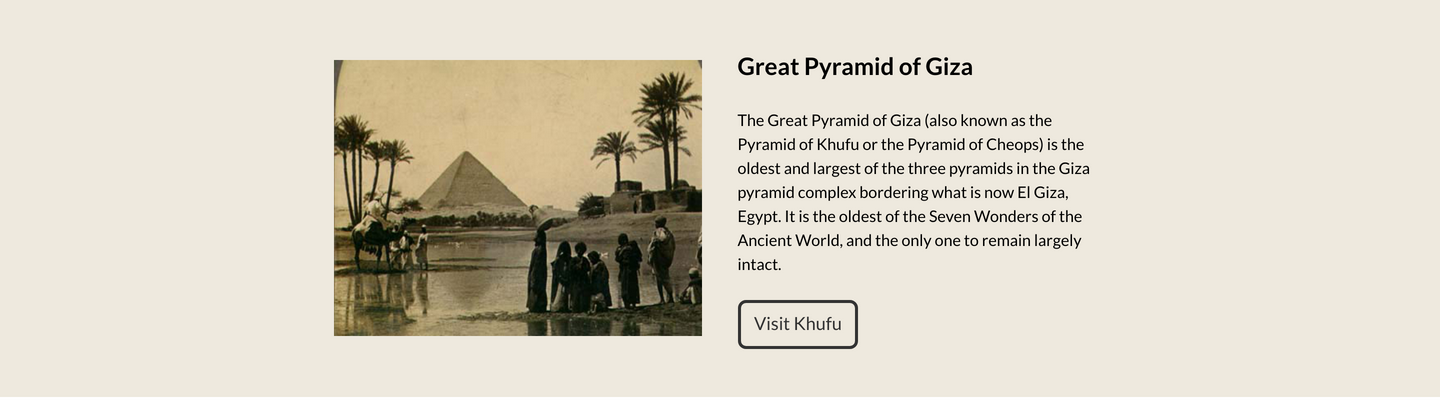 Great Pyramid of Giza
The Great Pyramid of Giza (also known as the
Pyramid of Khufu or the Pyramid of Cheops) is the
oldest and largest of the three pyramids in the Giza
pyramid complex bordering what is now El Giza,
Egypt. It is the oldest of the Seven Wonders of the
Ancient World, and the only one to remain largely
intact.
Visit Khufu